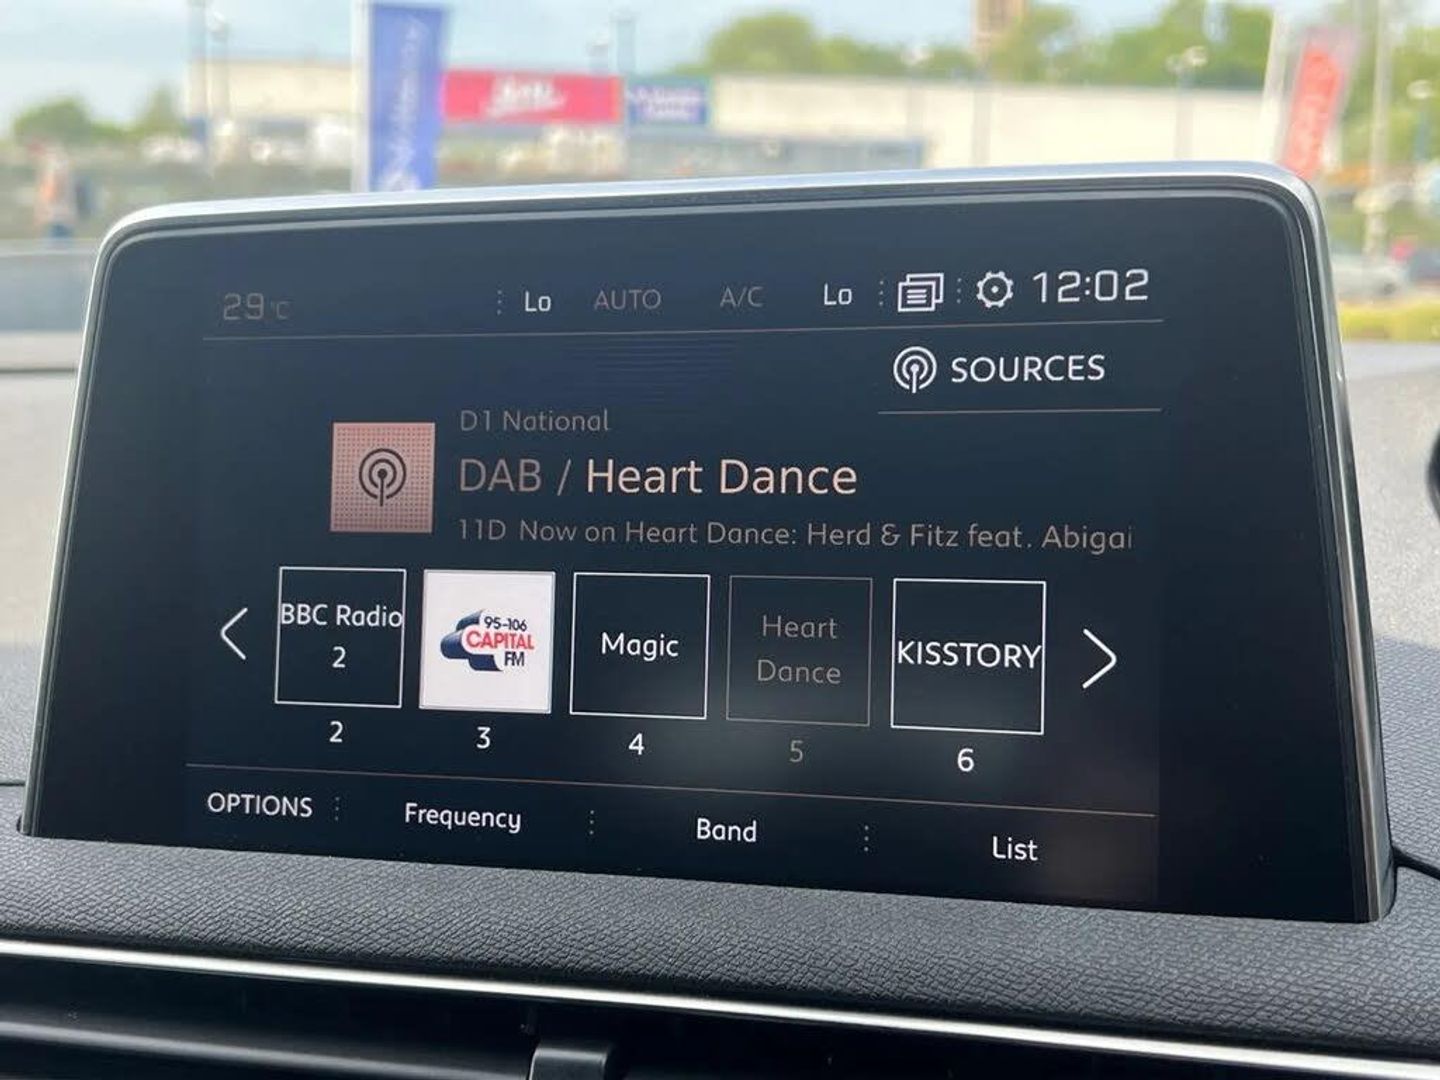 29°C
Lo
AUTO
A/C
Lo
12:02
SOURCES
D1 National
DAB / Heart Dance
11D Now on Heart Dance: Herd & Fitz feat. Abigai
BBC Radio
2
95-106
CAPITAL
FM
Magic
Heart
Dance
KISSTORY
2
3
4
5
6
OPTIONS
Frequency
Band
List